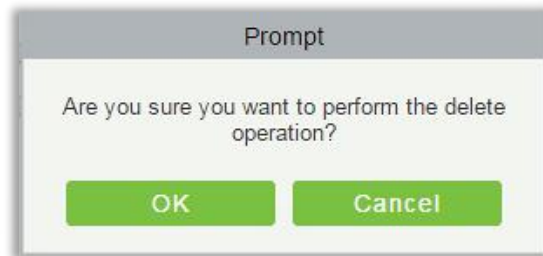 Prompt
Are you sure you want to perform the delete
operation?
OK
Cancel